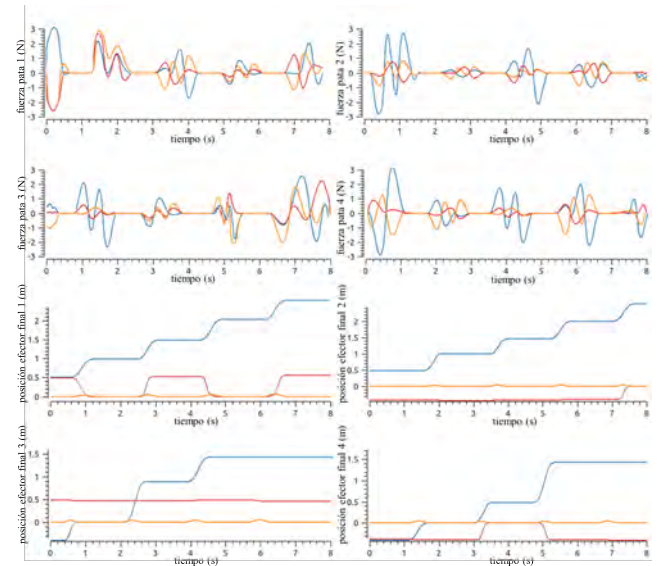 fuerza pata 1 (N)
3
2
1
0
-1
-2
-3
0 1 2 3 4 5 6 7 8
tiempo (s)
fuerza pata 2 (N)
3
2
1
0
-1
-2
-3
0 1 2 3 4 5 6 7 8
tiempo (s)
fuerza pata 3 (N)
3
2
1
0
-1
-2
-3
0 1 2 3 4 5 6 7 8
tiempo (s)
fuerza pata 4 (N)
3
2
1
0
-1
-2
-3
0 1 2 3 4 5 6 7 8
tiempo (s)
posición efector final 1 (m)
2
1.5
1
0.5
0
0 1 2 3 4 5 6 7 8
tiempo (s)
posición efector final 2 (m)
2
1.5
1
0.5
0
0 1 2 3 4 5 6 7 8
tiempo (s)
posición efector final 3 (m)
1.5
1
0.5
0
0 1 2 3 4 5 6 7 8
tiempo (s)
posición efector final 4 (m)
1.5
1
0.5
0
0 1 2 3 4 5 6 7 8
tiempo (s)